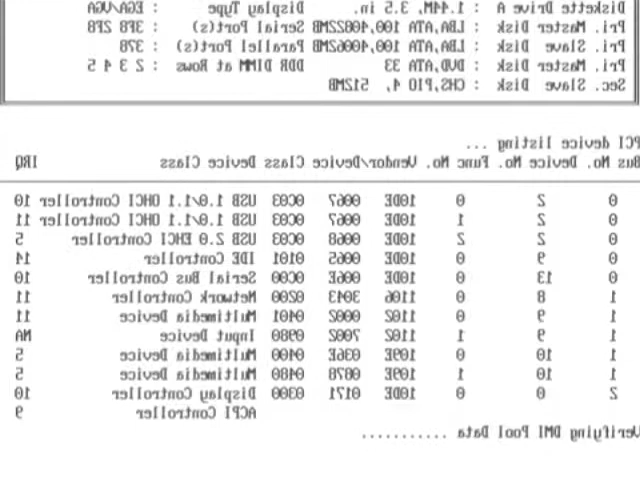 Diskette Drive A : 1.44M, 3.5 in. Display Type : EGA/VGA
Pri. Master Disk : LBA,ATA 100,40022MB Serial Port(s) : 3F8 2F8
Pri. Slave Disk : LBA,ATA 100,40062MB Parallel Port(s) : 378
Pri. Master Disk : DVD,ATA 33 DDR DIMM at Rows : 2 3 4 5
Sec. Slave Disk : CHS,PIO 4, 512MB
PCI device listing ...
Bus No. Device No. Func No. Vendor/Device Class Device Class IRQ
0 2 0 10DE 0067 0C03 USB 1.0/1.1 OHCI Controller 10
0 2 1 10DE 0067 0C03 USB 1.0/1.1 OHCI Controller 11
0 2 2 10DE 0068 0C03 USB 2.0 EHCI Controller 5
0 9 0 10DE 0065 0101 IDE Controller 14
0 13 0 10DE 006E 0C00 Serial Bus Controller 10
1 8 0 1106 3043 0200 Network Controller 11
1 9 0 1102 0002 0401 Multimedia Device 11
1 9 1 1102 7002 0980 Input Device NA
1 10 0 109E 036E 0400 Multimedia Device 5
1 10 1 109E 0878 0480 Multimedia Device 5
2 0 0 10DE 0171 0300 Display Controller 10
ACPI Controller 9
Verifying DMI Pool Data ...........